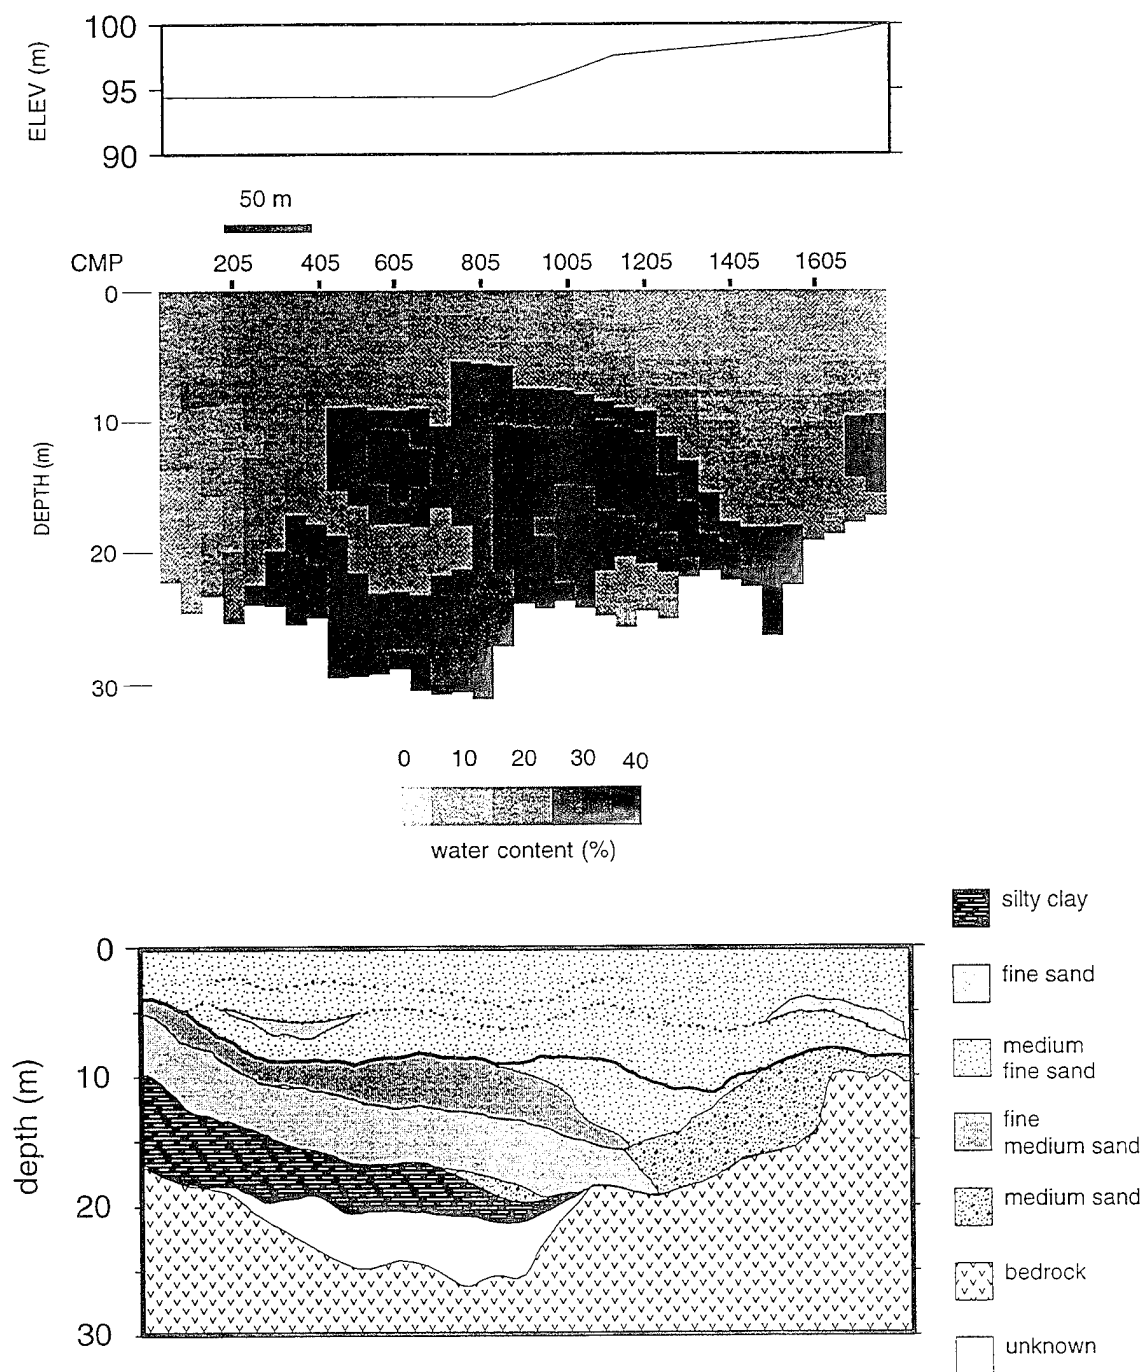 100
95
90
ELEV (m)
50 m
CMP 205 405 605 805 1005 1205 1405 1605
0
10
20
30
DEPTH (m)
0 10 20 30 40
water content (%)
0
10
20
30
depth (m)
silty clay
fine sand
medium
fine sand
fine
medium sand
medium sand
bedrock
unknown